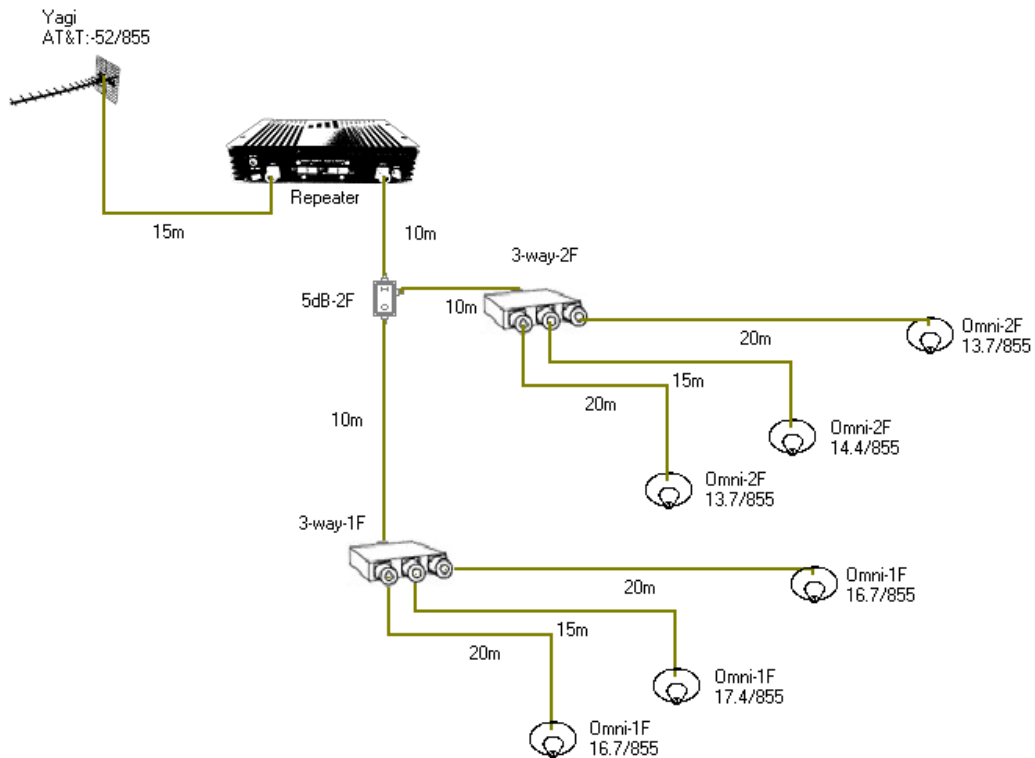 Yagi
AT&T:-52/855
Repeater
15m
10m
3-way-2F
5dB-2F
10m
20m
Omni-2F
13.7/855
15m
20m
Omni-2F
14.4/855
10m
Omni-2F
13.7/855
3-way-1F
20m
Omni-1F
16.7/855
15m
20m
Omni-1F
17.4/855
Omni-1F
16.7/855